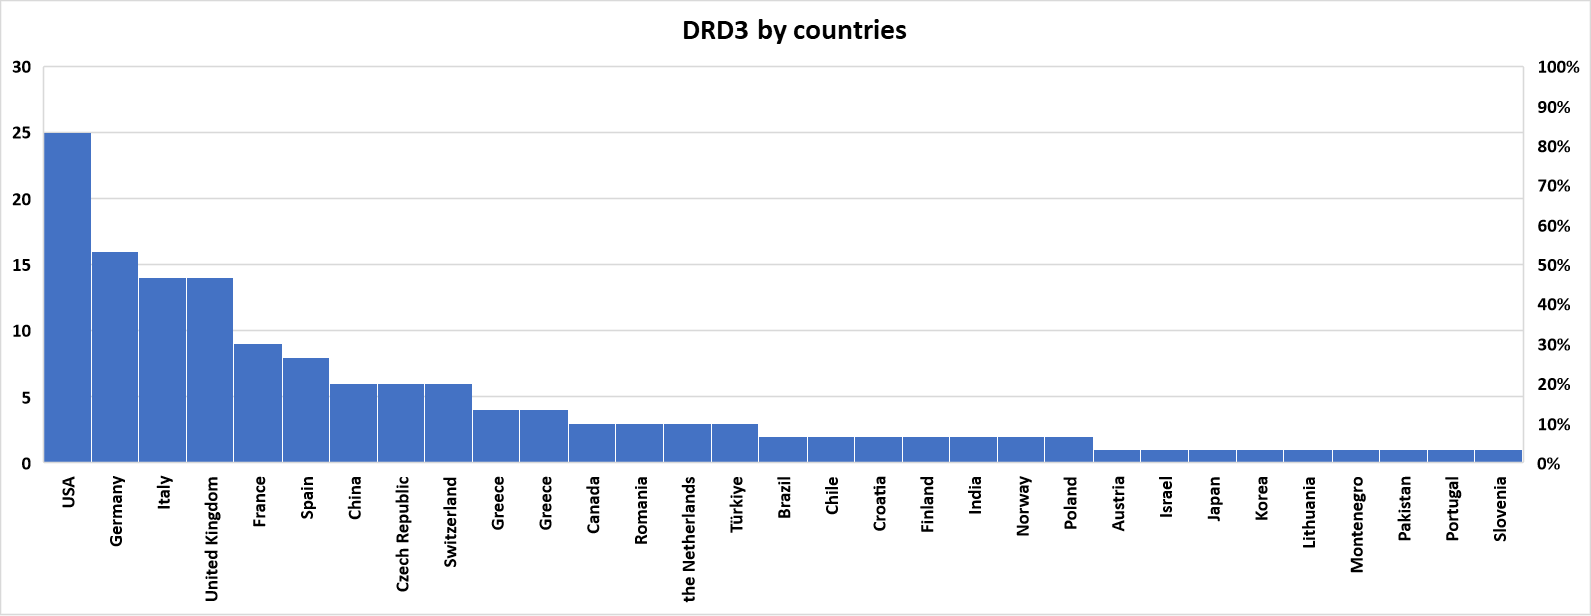 DRD3 by countries
30
25
20
15
10
5
0
100%
90%
80%
70%
60%
50%
40%
30%
20%
10%
0%
USA
Germany
Italy
United Kingdom
France
Spain
China
Czech Republic
Switzerland
Greece
Greece
Canada
Romania
the Netherlands
Türkiye
Brazil
Chile
Croatia
Finland
India
Norway
Poland
Austria
Israel
Japan
Korea
Lithuania
Montenegro
Pakistan
Portugal
Slovenia